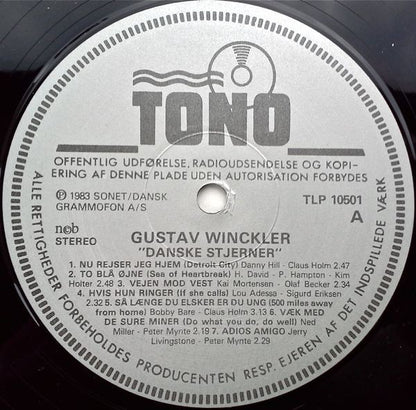 TONO
OFFENTLIG UDFØRELSE, RADIOUDSENDELSE OG KOPI-
ERING AF DENNE PLADE UDEN AUTORISATION FORBYDES
℗ 1983 SONET/DANSK
GRAMMOFON A/S
TLP 10501
A
n©b
STEREO
GUSTAV WINCKLER
"DANSKE STJERNER"
1. NU REJSER JEG HJEM (Detroit City) Danny Hill - Claus Holm 2.47
2. TO BLÅ ØJNE (Sea of Heartbreak) H. David - P. Hampton - Kim
Holter 2.48 3. VEJEN MOD VEST Kai Mortensen - Olaf Becker 2.34
4. HVIS HUN RINGER (If she calls) Lou Adessa - Sigurd Eriksen
2.32 5. SÅ LÆNGE DU ELSKER ER DU UNG (500 miles away
from home) Bobby Bare - Claus Holm 3.13 6. VÆK MED
DE SURE MINER (Do what you do, do well) Ned
Miller - Peter Mynte 2.19 7. ADIOS AMIGO Jerry
Livingstone - Peter Mynte 2.29
ALLE RETTIGHEDER FORBEHOLDES PRODUCENTEN RESP. EJEREN AF DET INDSPILLEDE VÆRK